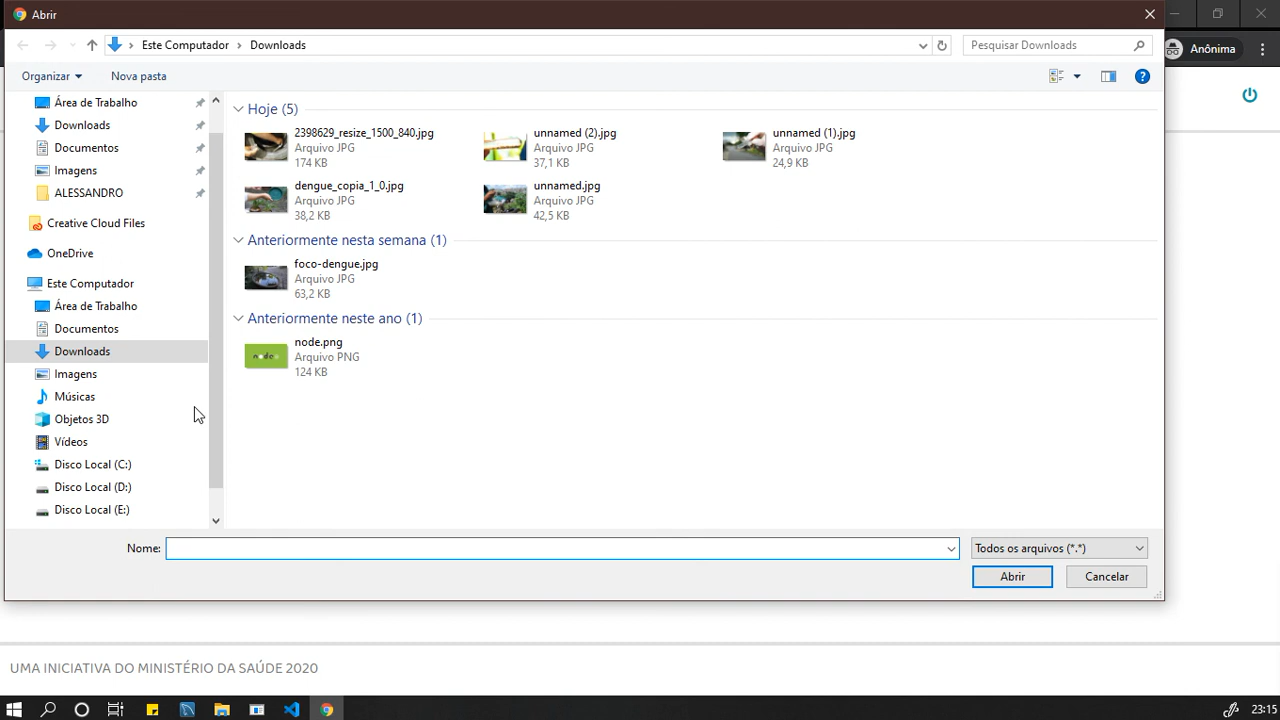 Abrir
Anônima
Este Computador > Downloads
Pesquisar Downloads
Organizar
Nova pasta
Área de Trabalho
Downloads
Documentos
Imagens
ALESSANDRO
Creative Cloud Files
OneDrive
Este Computador
Área de Trabalho
Documentos
Downloads
Imagens
Músicas
Objetos 3D
Vídeos
Disco Local (C:)
Disco Local (D:)
Disco Local (E:)
Hoje (5)
2398629_resize_1500_840.jpg
Arquivo JPG
174 KB
unnamed (2).jpg
Arquivo JPG
37,1 KB
unnamed (1).jpg
Arquivo JPG
24,9 KB
dengue_copia_1_0.jpg
Arquivo JPG
38,2 KB
unnamed.jpg
Arquivo JPG
42,5 KB
Anteriormente nesta semana (1)
foco-dengue.jpg
Arquivo JPG
63,2 KB
Anteriormente neste ano (1)
node
node.png
Arquivo PNG
124 KB
Nome:
Todos os arquivos (*.*)
Abrir
Cancelar
UMA INICIATIVA DO MINISTÉRIO DA SAÚDE 2020
23:15